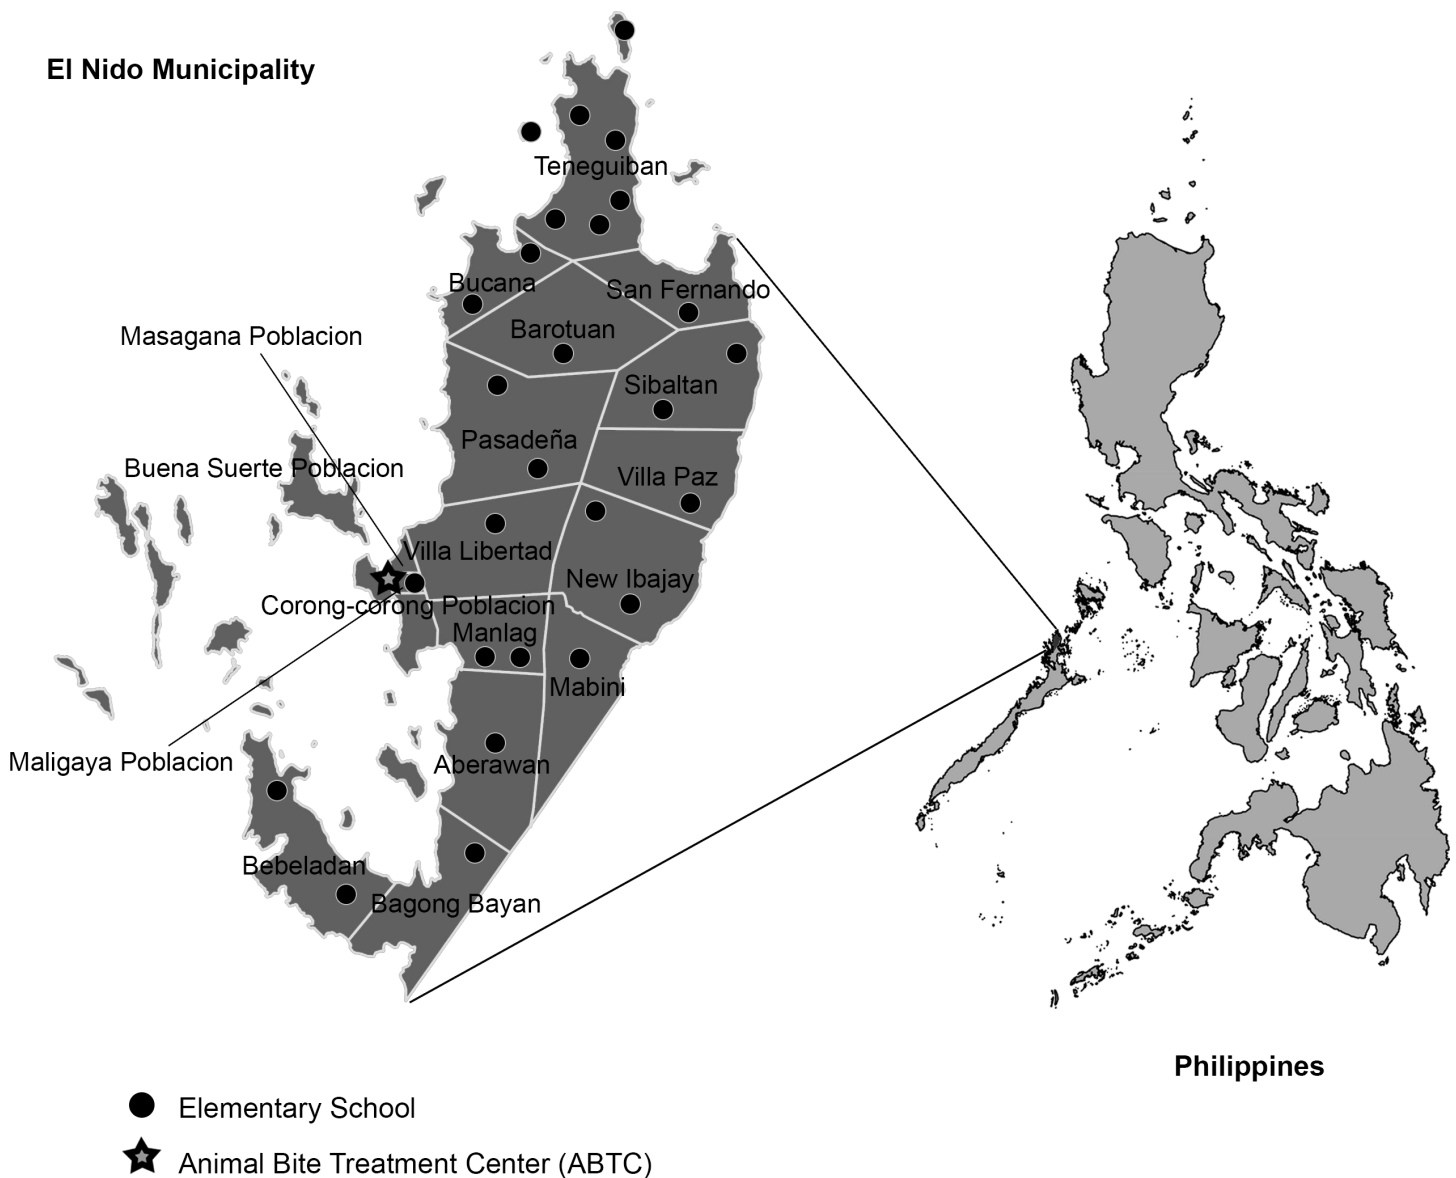 El Nido Municipality
Teneguiban
Bucana
San Fernando
Masagana Poblacion
Barotuan
Sibaltan
Pasadeña
Buena Suerte Poblacion
Villa Paz
Villa Libertad
New Ibajay
Corong-corong Poblacion
Manlag
Mabini
Maligaya Poblacion
Aberawan
Bebeladan
Bagong Bayan
Philippines
Elementary School
Animal Bite Treatment Center (ABTC)